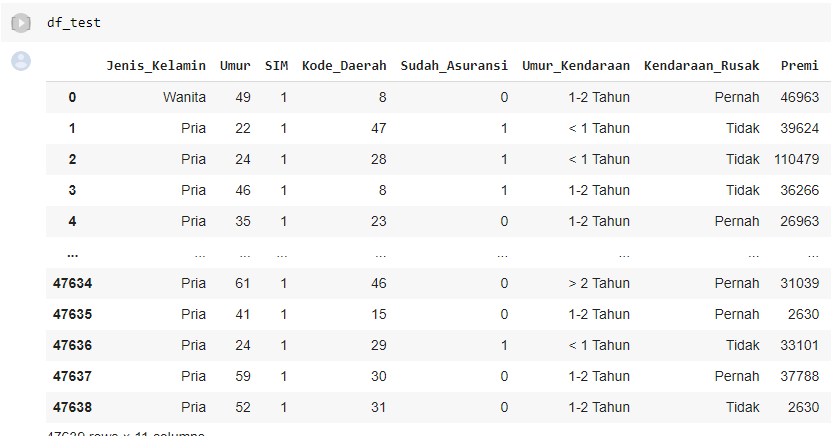 df_test
Jenis_Kelamin Umur SIM Kode_Daerah Sudah_Asuransi Umur_Kendaraan Kendaraan_Rusak Premi
0 Wanita 49 1 8 0 1-2 Tahun Pernah 46963
1 Pria 22 1 47 1 < 1 Tahun Tidak 39624
2 Pria 24 1 28 1 < 1 Tahun Tidak 110479
3 Pria 46 1 8 1 1-2 Tahun Tidak 36266
4 Pria 35 1 23 0 1-2 Tahun Pernah 26963
... ... ... ... ... ... ... ... ...
47634 Pria 61 1 46 0 > 2 Tahun Pernah 31039
47635 Pria 41 1 15 0 1-2 Tahun Pernah 2630
47636 Pria 24 1 29 1 < 1 Tahun Tidak 33101
47637 Pria 59 1 30 0 1-2 Tahun Pernah 37788
47638 Pria 52 1 31 0 1-2 Tahun Tidak 2630
47639 rows × 11 columns